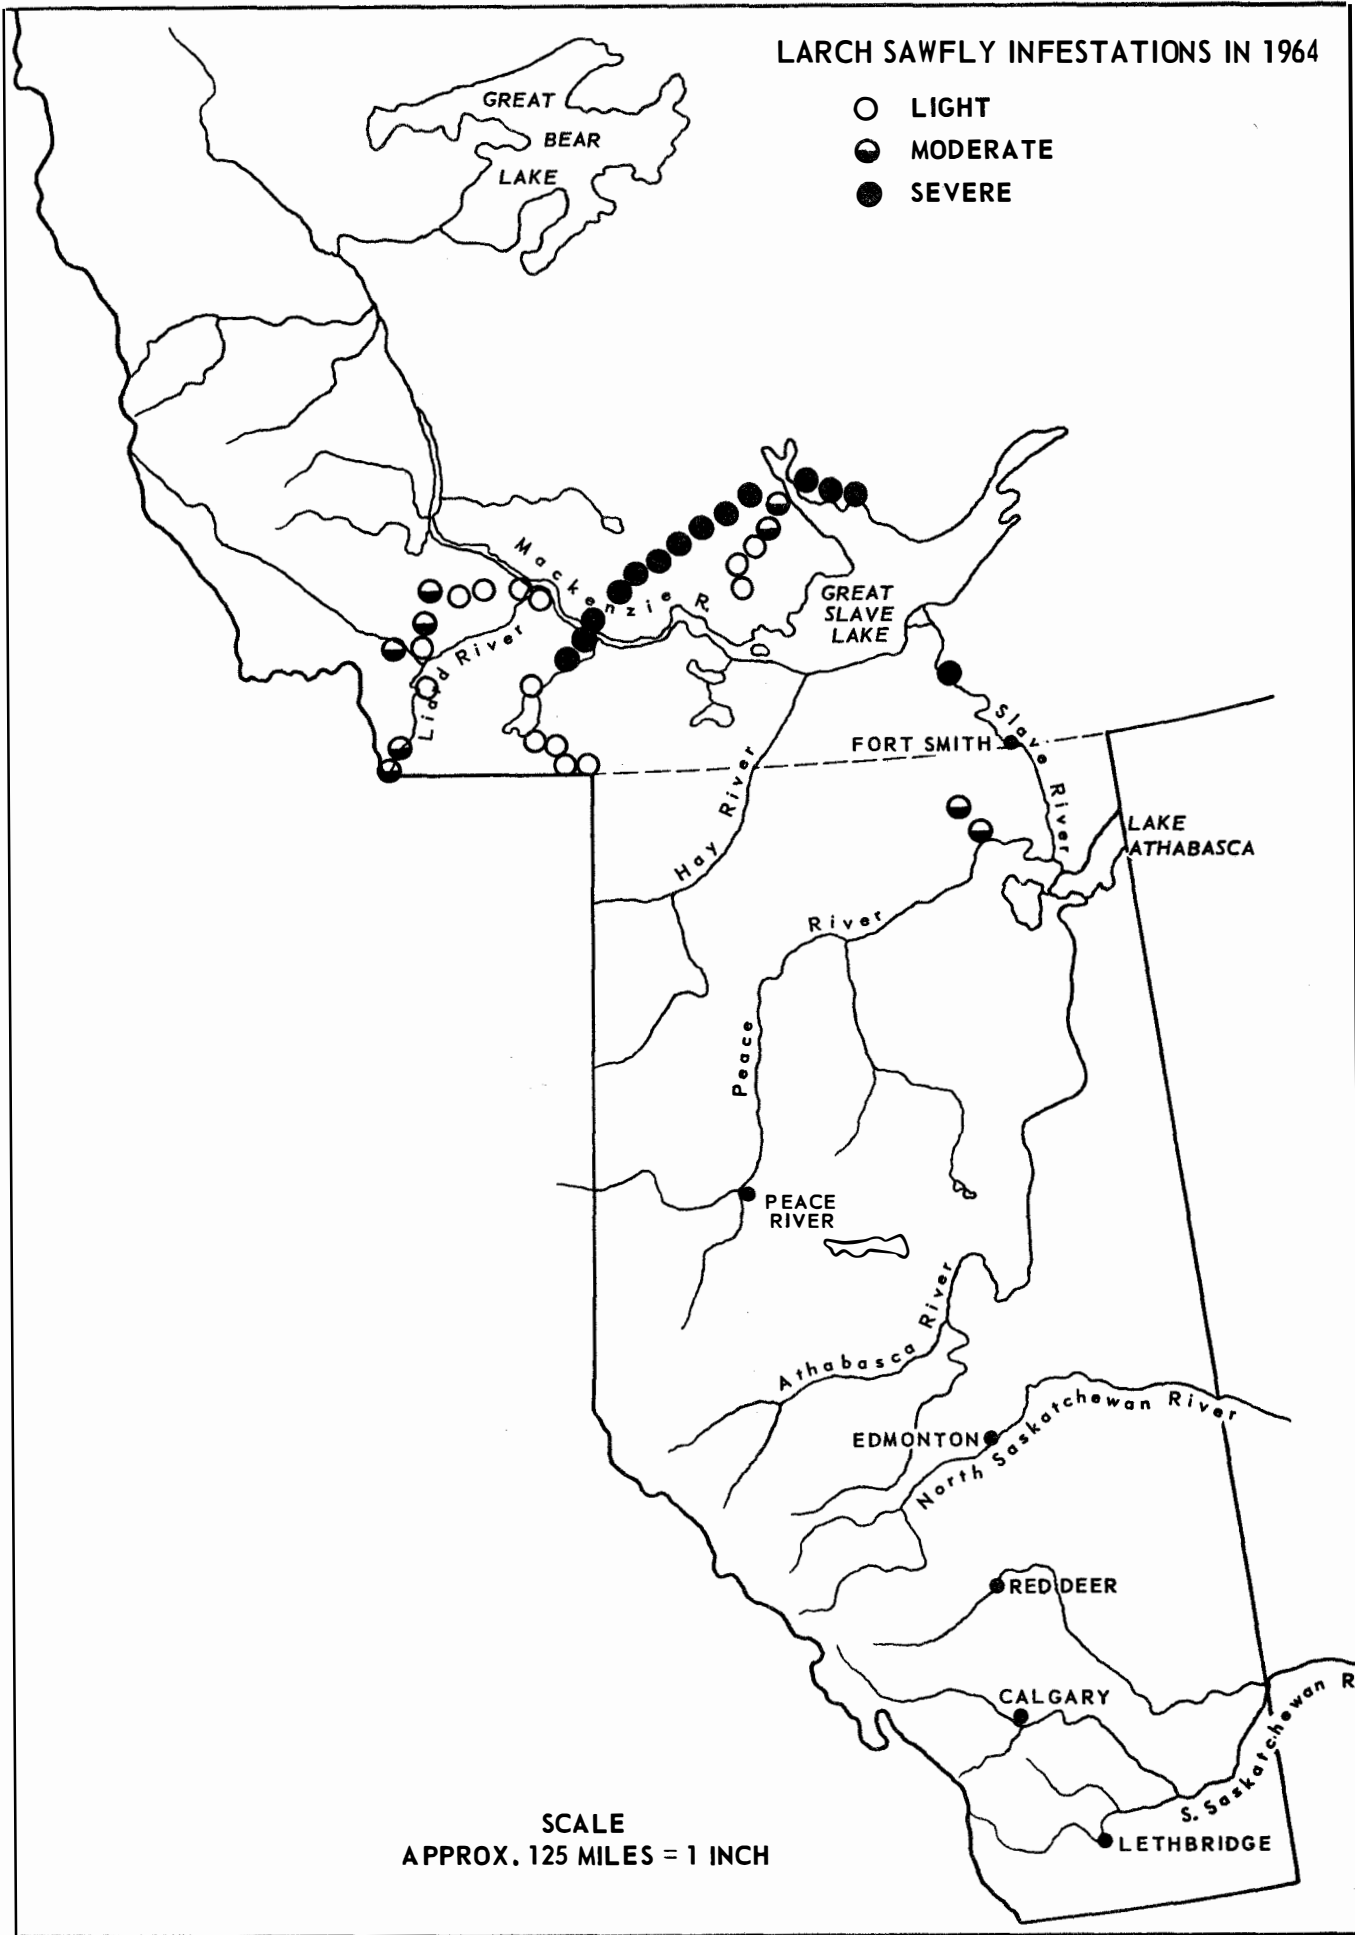 LARCH SAWFLY INFESTATIONS IN 1964
LIGHT
MODERATE
SEVERE
GREAT
BEAR
LAKE
Mackenzie R.
GREAT
SLAVE
LAKE
Liard River
Slave River
FORT SMITH
Hay River
LAKE
ATHABASCA
Peace River
PEACE
RIVER
Athabasca River
EDMONTON
North Saskatchewan River
RED DEER
CALGARY
S. Saskatchewan R
LETHBRIDGE
SCALE
APPROX. 125 MILES = 1 INCH